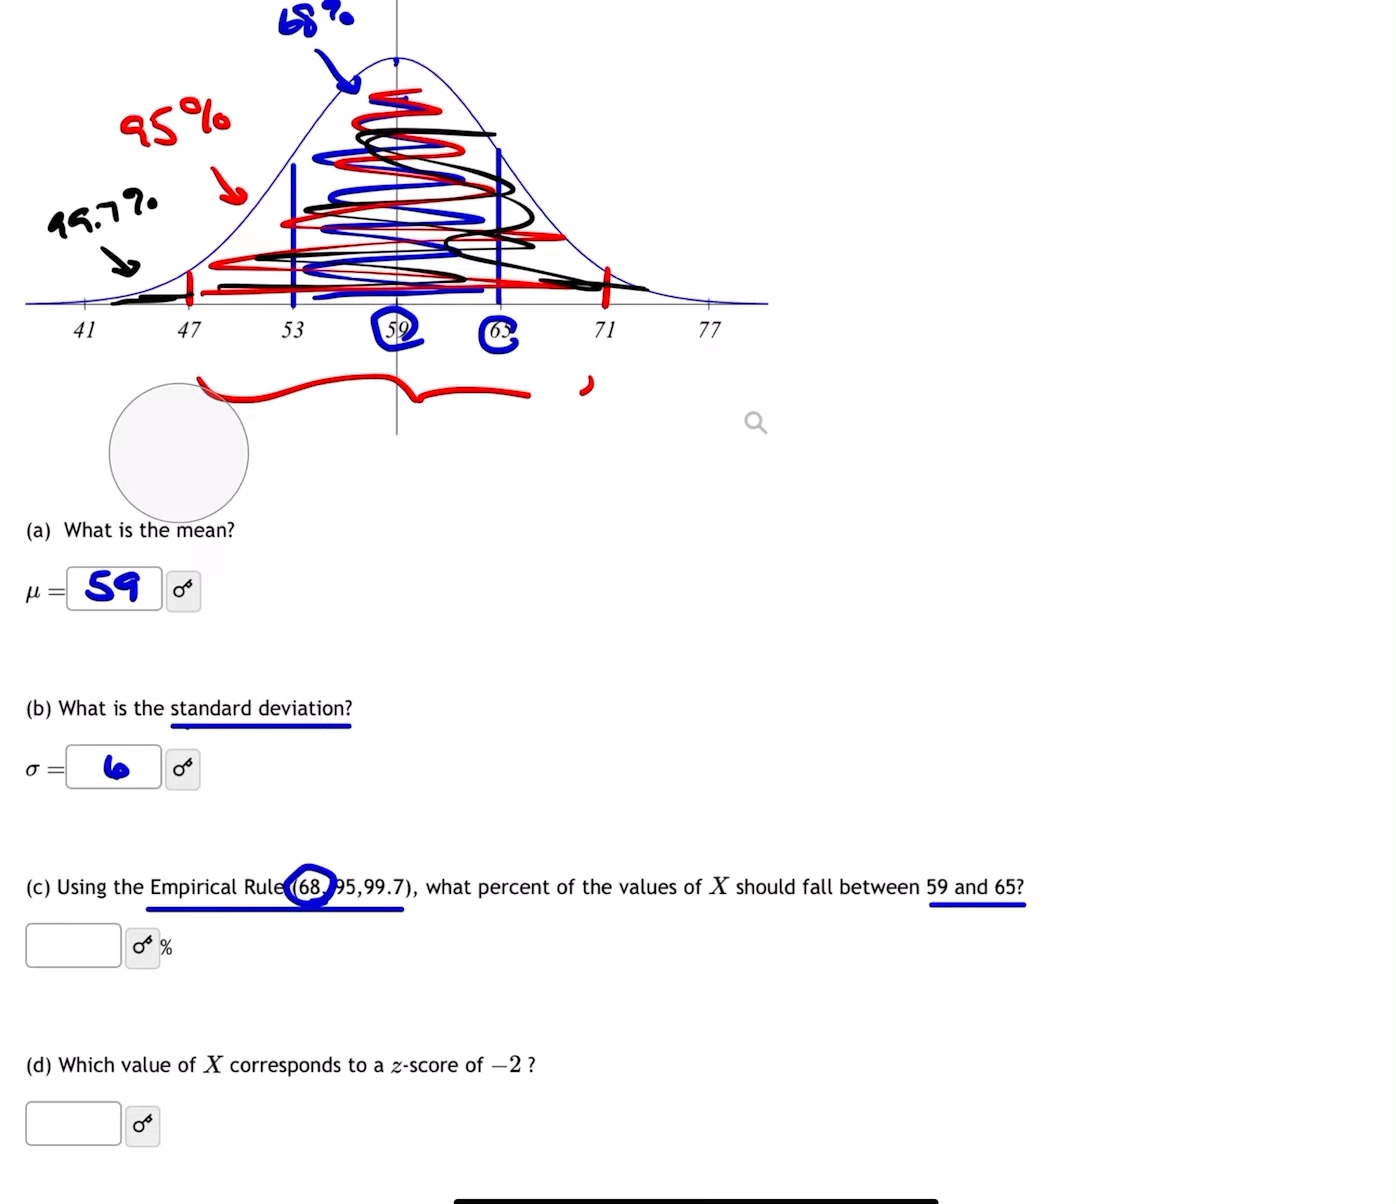 68%
95%
99.7%
41 47 53 59 65 71 77
(a) What is the mean?
μ = 59
(b) What is the standard deviation?
σ = 6
(c) Using the Empirical Rule (68, 95,99.7), what percent of the values of X should fall between 59 and 65?
%
(d) Which value of X corresponds to a z-score of −2 ?